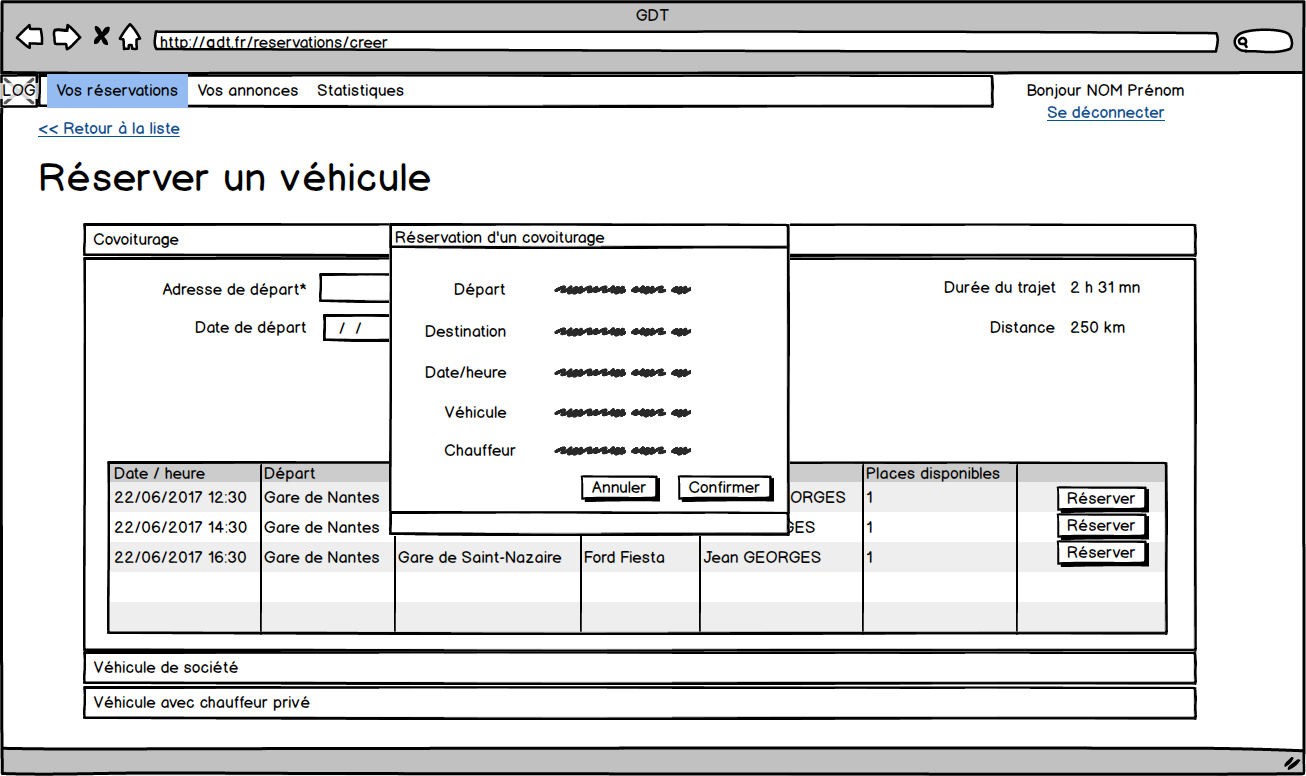 GDT
http://gdt.fr/reservations/creer
LOG
Vos réservations Vos annonces Statistiques
Bonjour NOM Prénom
Se déconnecter
<< Retour à la liste
Réserver un véhicule
Covoiturage
Réservation d'un covoiturage
Adresse de départ*
Départ
Durée du trajet 2 h 31 mn
Date de départ / /
Destination
Distance 250 km
Date/heure
Véhicule
Chauffeur
Annuler Confirmer
Date / heure Départ Places disponibles
22/06/2017 12:30 Gare de Nantes ORGES 1 Réserver
22/06/2017 14:30 Gare de Nantes GES 1 Réserver
22/06/2017 16:30 Gare de Nantes Gare de Saint-Nazaire Ford Fiesta Jean GEORGES 1 Réserver
Véhicule de société
Véhicule avec chauffeur privé